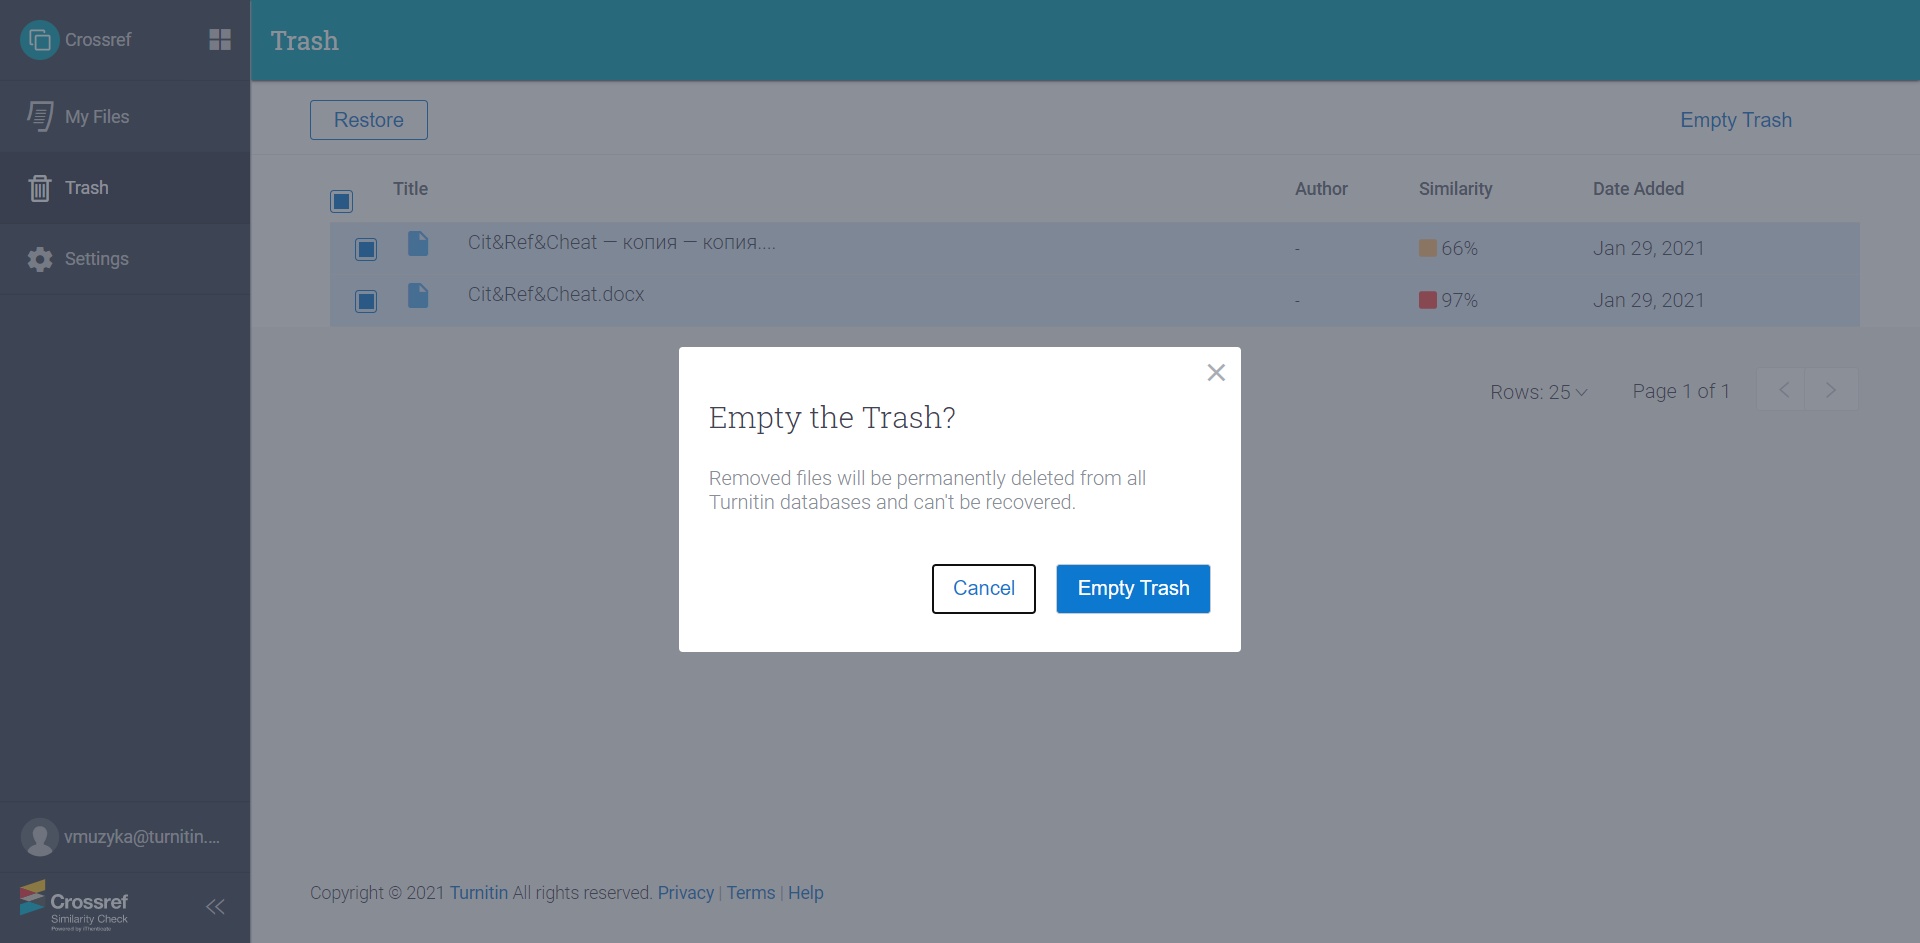 Crossref
Trash
My Files
Trash
Settings
Restore
Empty Trash
Title
Author
Similarity
Date Added
Cit&Ref&Cheat — копия — копия....
-
66%
Jan 29, 2021
Cit&Ref&Cheat.docx
-
97%
Jan 29, 2021
Rows: 25
Page 1 of 1
Empty the Trash?
Removed files will be permanently deleted from all
Turnitin databases and can't be recovered.
Cancel
Empty Trash
vmuzyka@turnitin....
Crossref
Similarity Check
Powered by iThenticate
Copyright © 2021 Turnitin All rights reserved. Privacy | Terms | Help